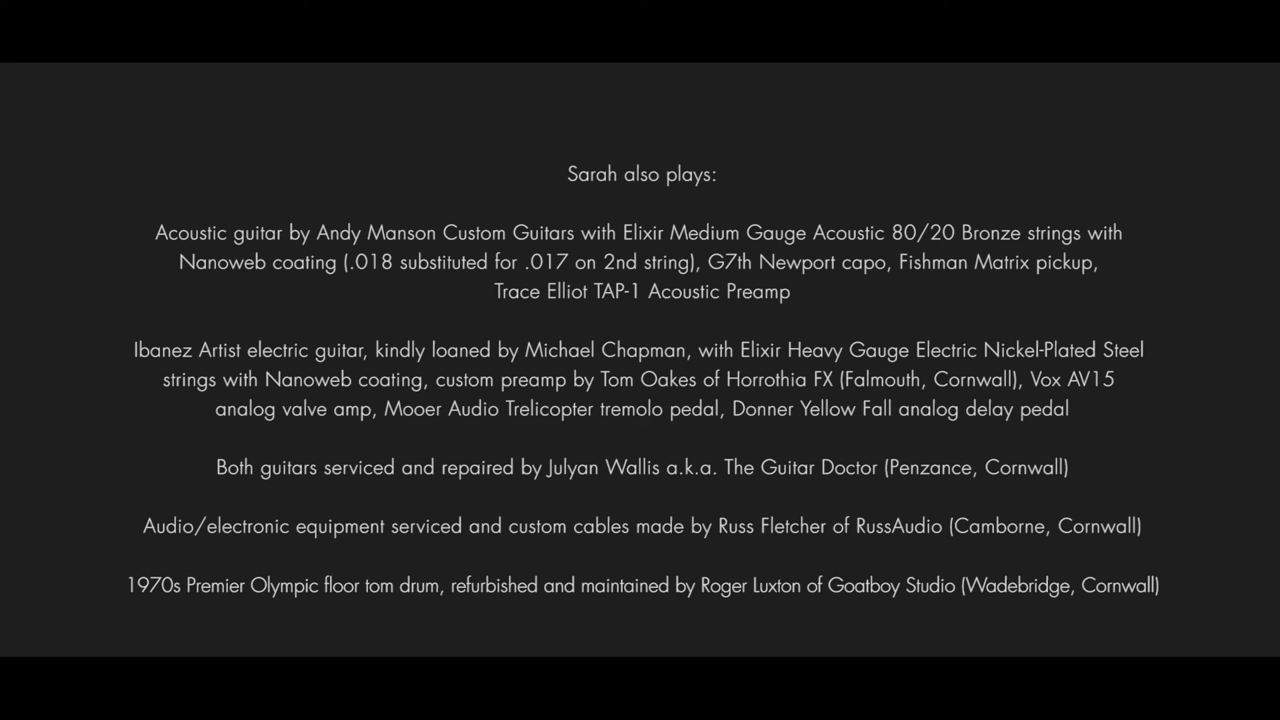 Sarah also plays:
Acoustic guitar by Andy Manson Custom Guitars with Elixir Medium Gauge Acoustic 80/20 Bronze strings with
Nanoweb coating (.018 substituted for .017 on 2nd string), G7th Newport capo, Fishman Matrix pickup,
Trace Elliot TAP-1 Acoustic Preamp
Ibanez Artist electric guitar, kindly loaned by Michael Chapman, with Elixir Heavy Gauge Electric Nickel-Plated Steel
strings with Nanoweb coating, custom preamp by Tom Oakes of Horrothia FX (Falmouth, Cornwall), Vox AV15
analog valve amp, Mooer Audio Trelicopter tremolo pedal, Donner Yellow Fall analog delay pedal
Both guitars serviced and repaired by Julyan Wallis a.k.a. The Guitar Doctor (Penzance, Cornwall)
Audio/electronic equipment serviced and custom cables made by Russ Fletcher of RussAudio (Camborne, Cornwall)
1970s Premier Olympic floor tom drum, refurbished and maintained by Roger Luxton of Goatboy Studio (Wadebridge, Cornwall)